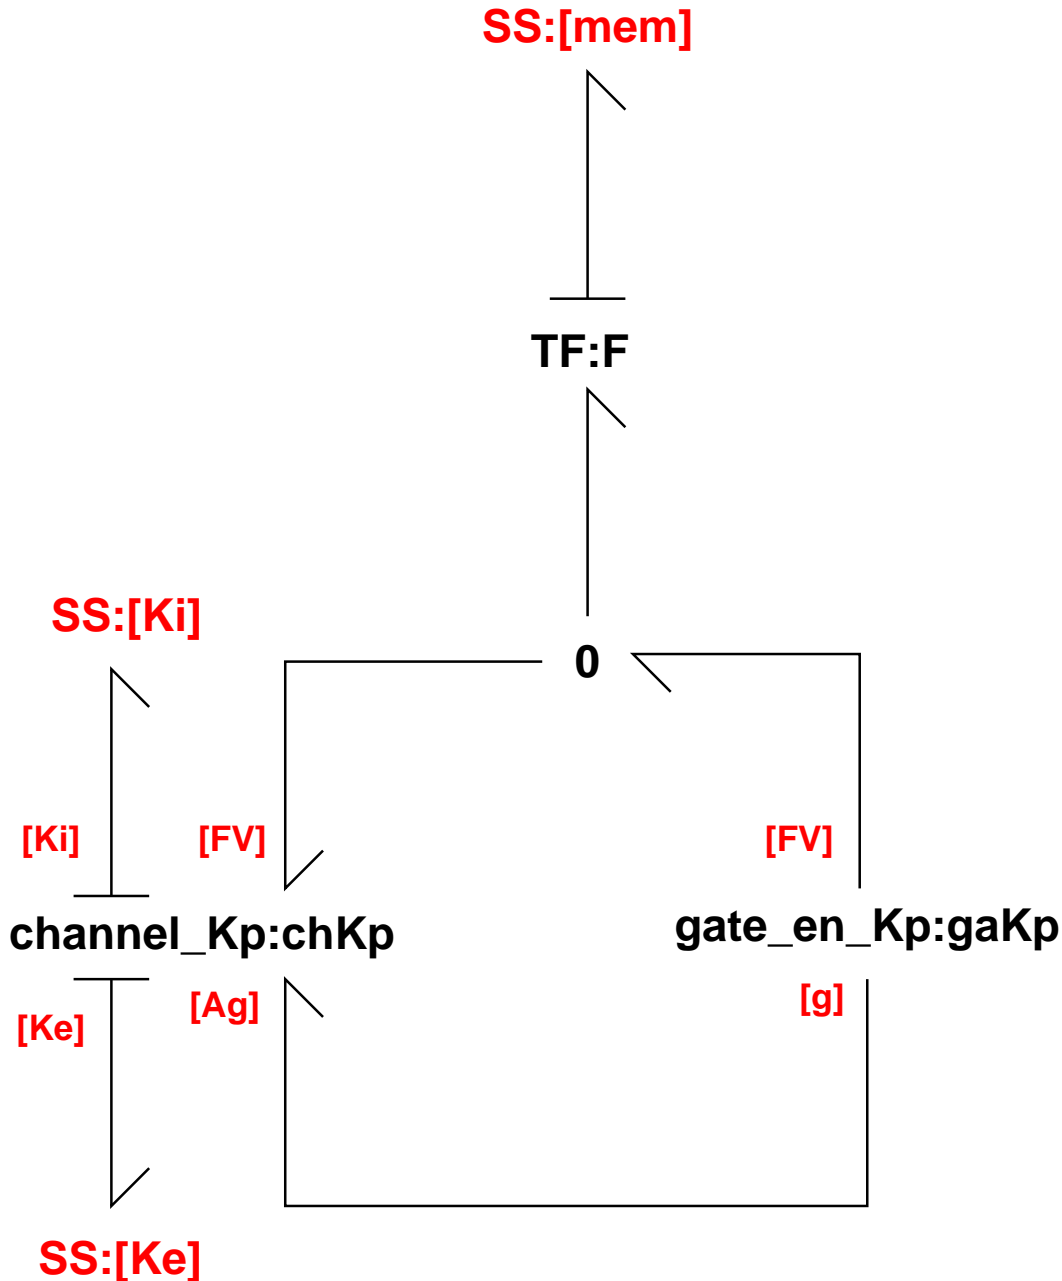 SS:[mem]
TF:F
SS:[Ki]
0
[Ki]
[FV]
[FV]
channel_Kp:chKp
gate_en_Kp:gaKp
[Ke]
[Ag]
[g]
SS:[Ke]